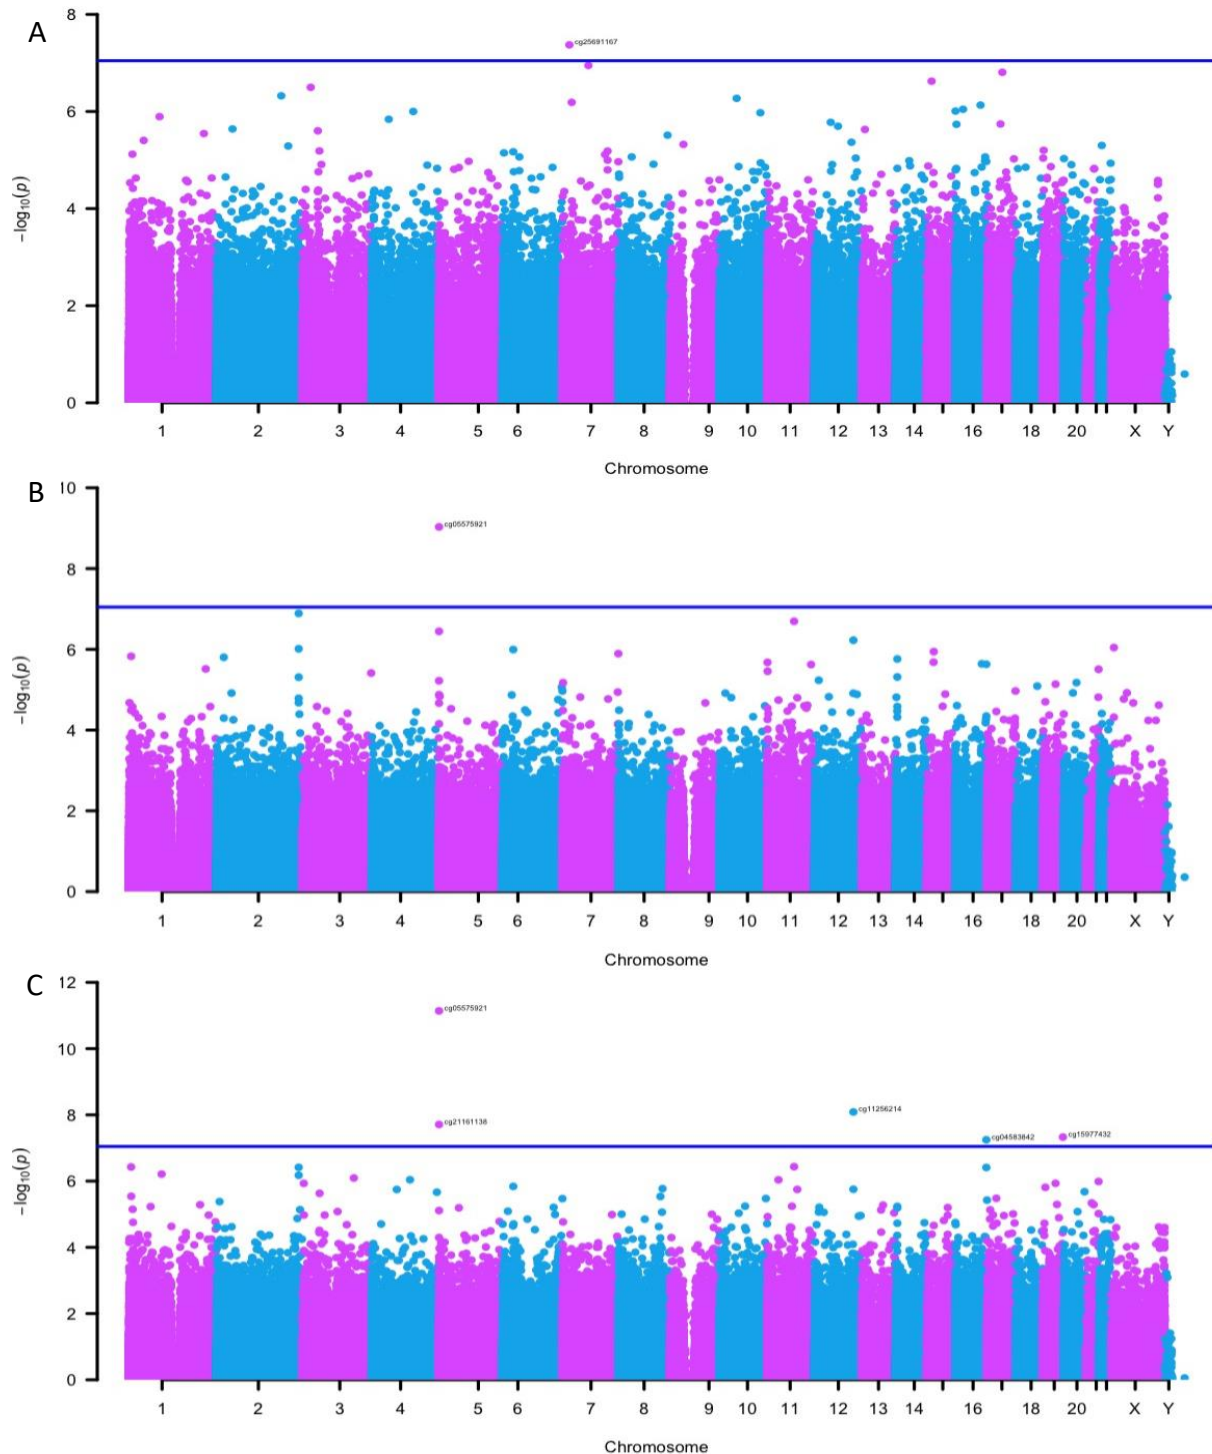 A
8
6
4
2
0
−log10(p)
cg25691167
1 2 3 4 5 6 7 8 9 10 11 12 13 14 16 18 20 X Y
Chromosome
B
10
8
6
4
2
0
−log10(p)
cg05575921
1 2 3 4 5 6 7 8 9 10 11 12 13 14 16 18 20 X Y
Chromosome
C
12
10
8
6
4
2
0
−log10(p)
cg05575921
cg21161138
cg11256214
cg04583842
cg15977432
1 2 3 4 5 6 7 8 9 10 11 12 13 14 16 18 20 X Y
Chromosome